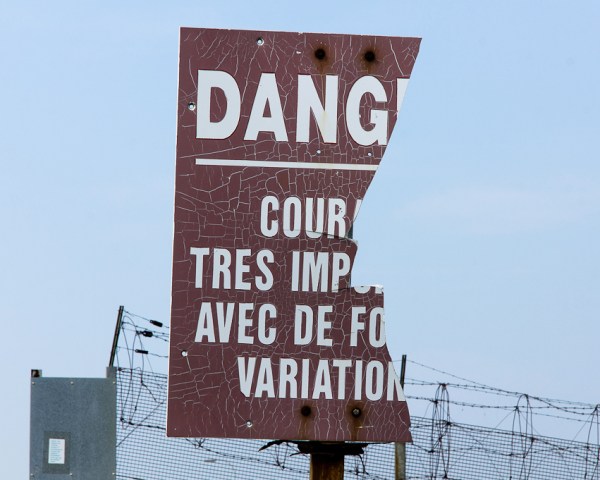 DANG
COUR
TRES IMP
AVEC DE FO
VARIATION